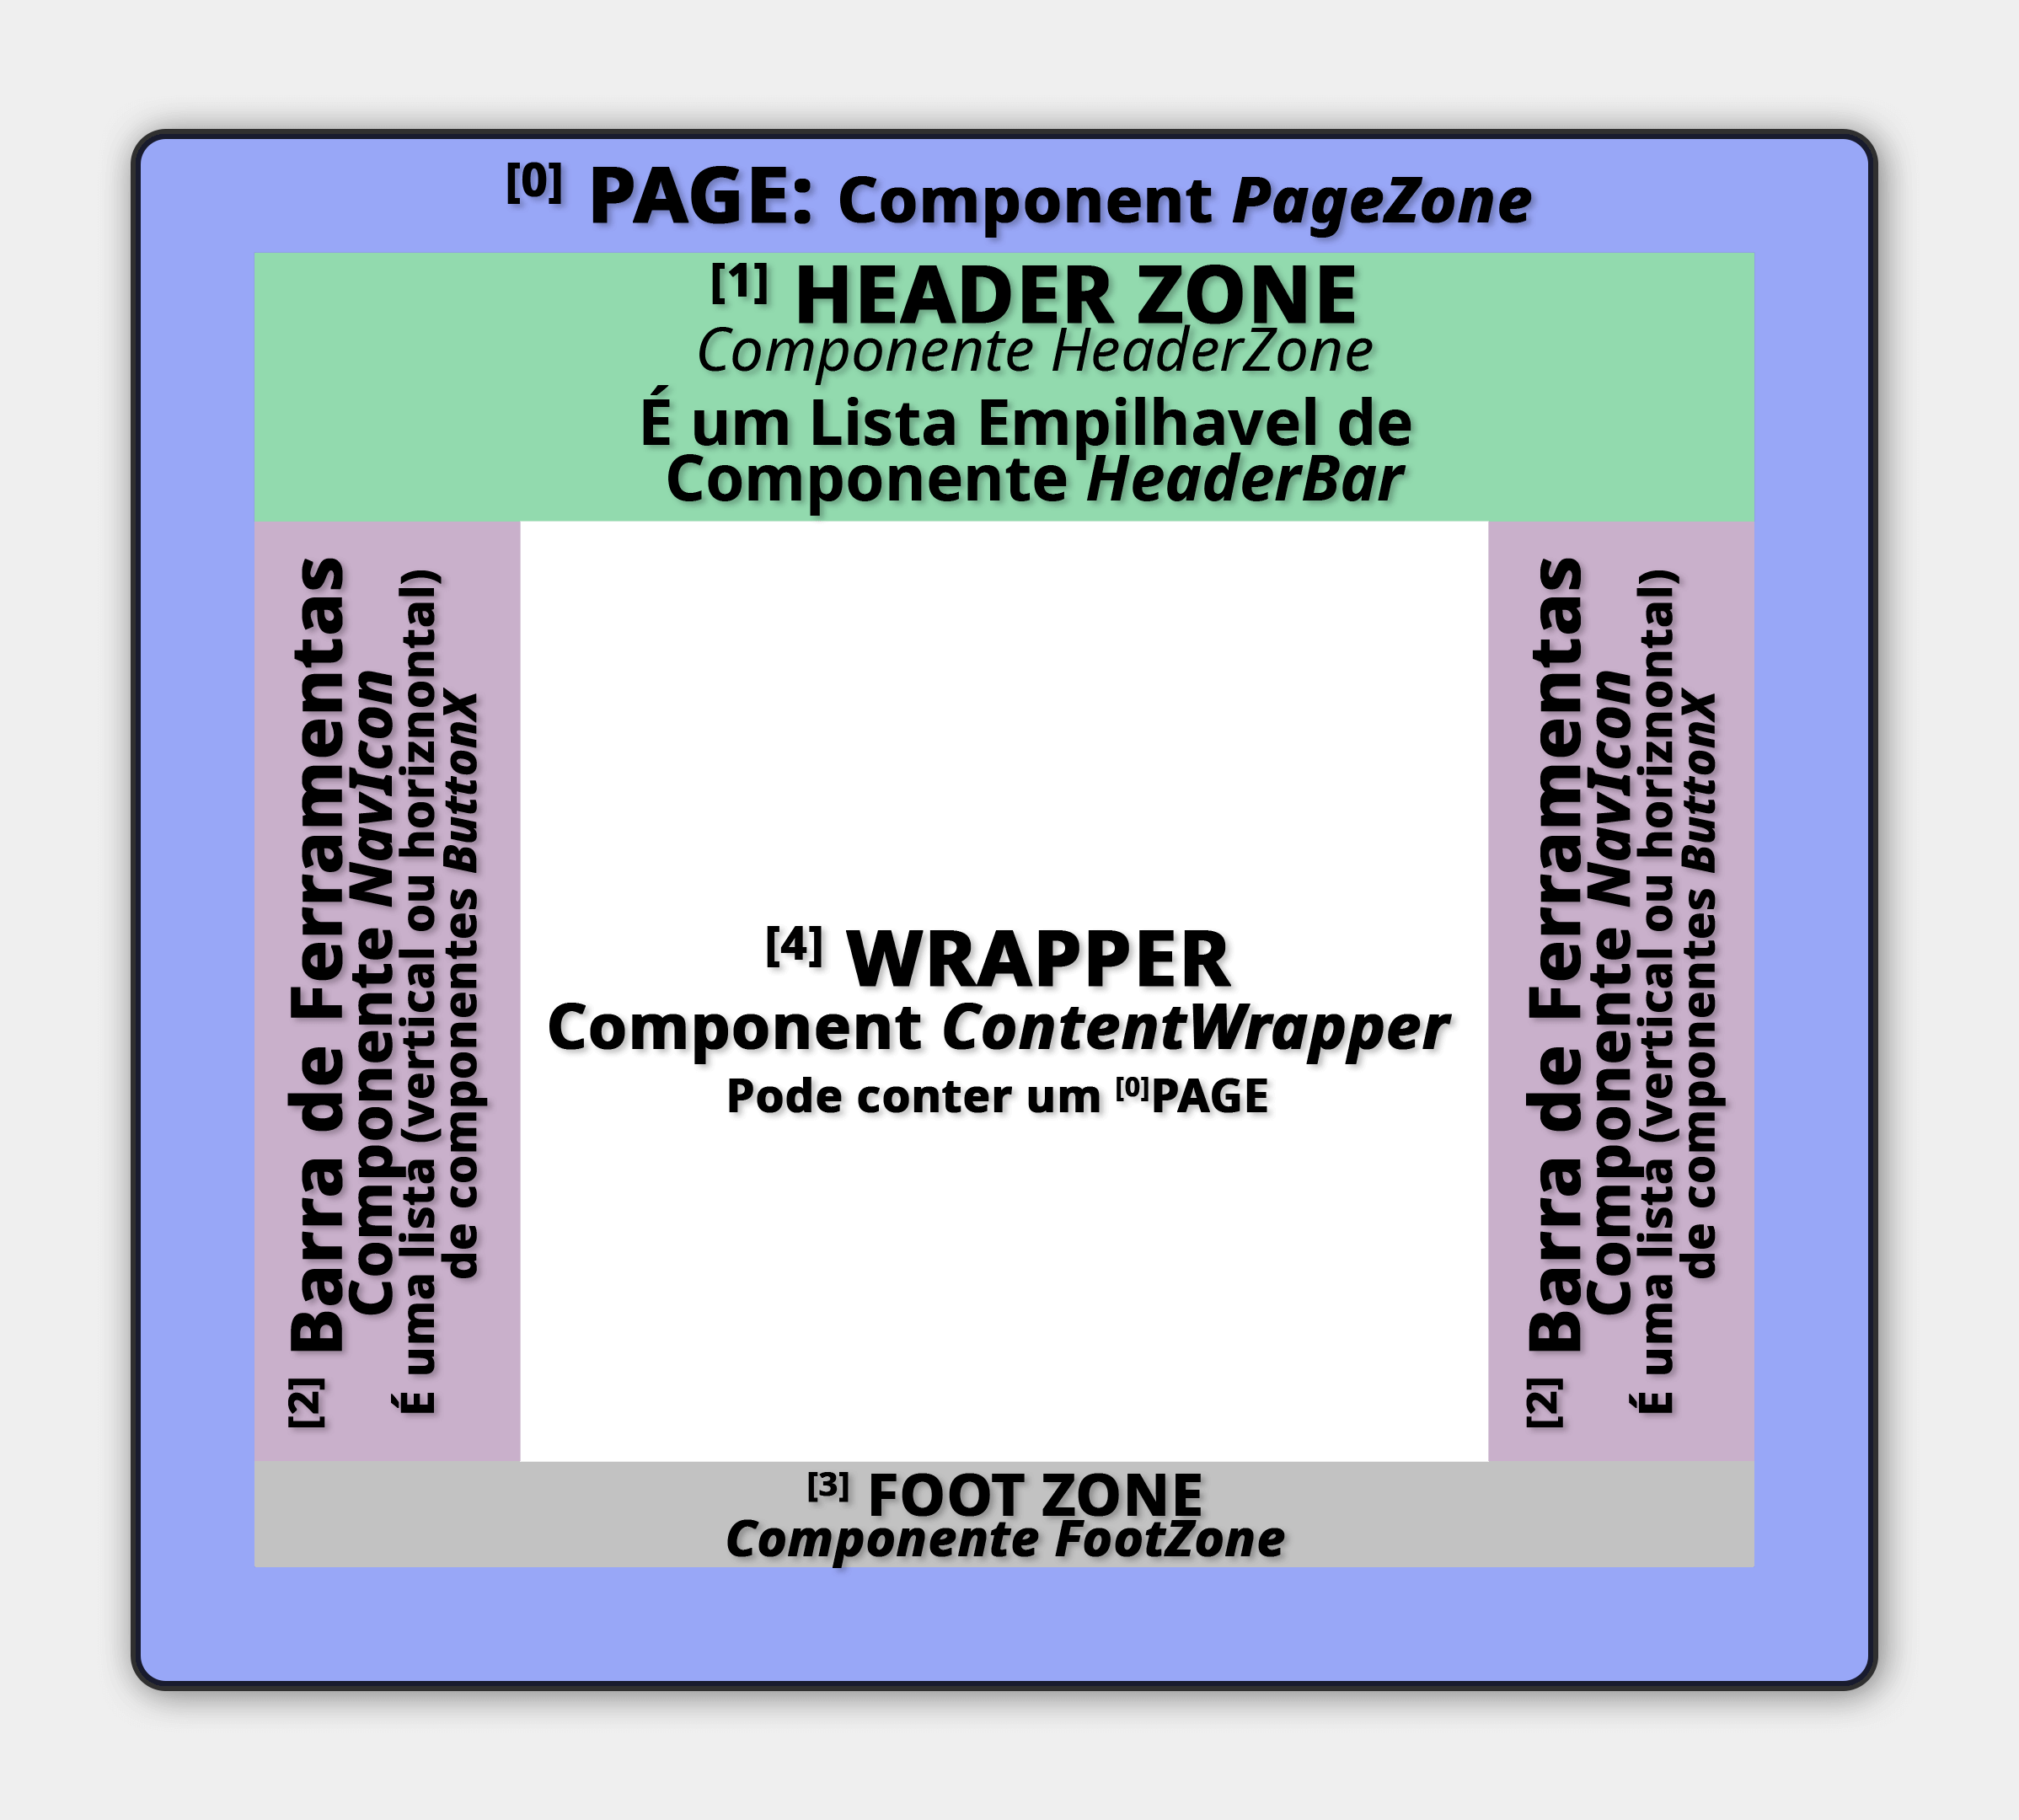 [0] PAGE: Component PageZone
[1] HEADER ZONE
Componente HeaderZone
É um Lista Empilhavel de
Componente HeaderBar
[2] Barra de Ferramentas
Componente NavIcon
É uma lista (vertical ou horiznontal)
de componentes ButtonX
[4] WRAPPER
Component ContentWrapper
Pode conter um [0]PAGE
[2] Barra de Ferramentas
Componente NavIcon
É uma lista (vertical ou horiznontal)
de componentes ButtonX
[3] FOOT ZONE
Componente FootZone